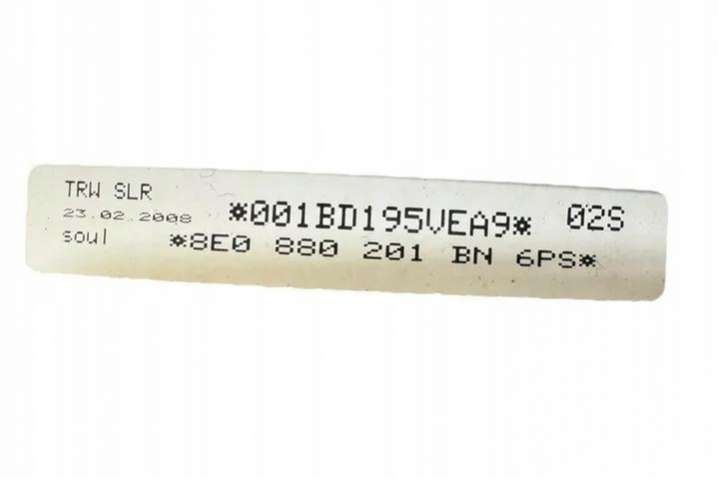 TRW SLR
23.02.2008 *001BD195VEA9* 02S
soul *8E0 880 201 BN 6PS*